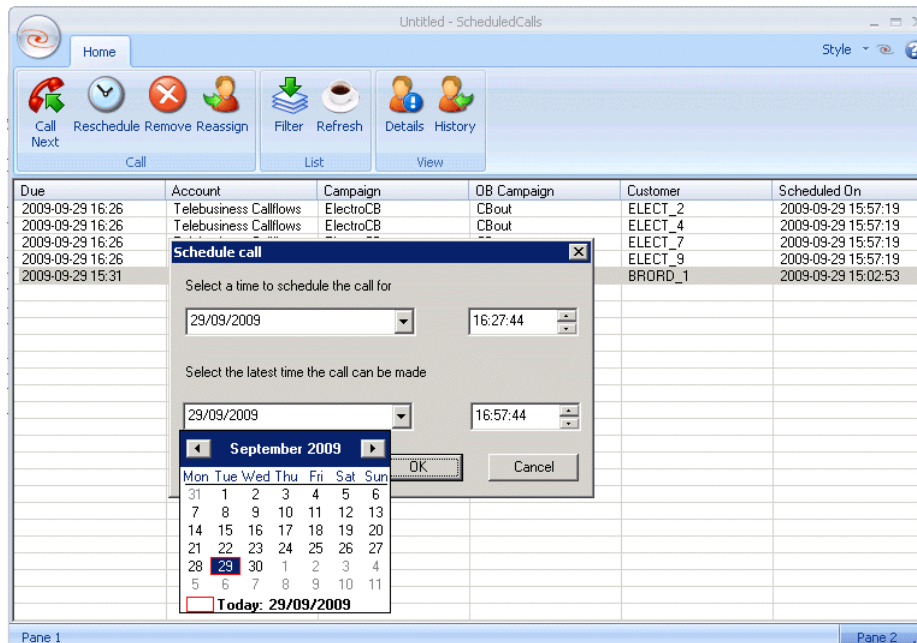 Untitled - ScheduledCalls
Home
Style
Call Next
Reschedule
Remove
Reassign
Filter
Refresh
Details
History
Call
List
View
Due Account Campaign OB Campaign Customer Scheduled On
2009-09-29 16:26 Telebusiness Callflows ElectroCB CBout ELECT_2 2009-09-29 15:57:19
2009-09-29 16:26 Telebusiness Callflows ElectroCB CBout ELECT_4 2009-09-29 15:57:19
2009-09-29 16:26 ELECT_7 2009-09-29 15:57:19
2009-09-29 16:26 ELECT_9 2009-09-29 15:57:19
2009-09-29 15:31 BRORD_1 2009-09-29 15:02:53
Schedule call
Select a time to schedule the call for
29/09/2009 16:27:44
Select the latest time the call can be made
29/09/2009 16:57:44
OK Cancel
September 2009
Mon Tue Wed Thu Fri Sat Sun
31 1 2 3 4 5 6
7 8 9 10 11 12 13
14 15 16 17 18 19 20
21 22 23 24 25 26 27
28 29 30 1 2 3 4
5 6 7 8 9 10 11
Today: 29/09/2009
Pane 1 Pane 2